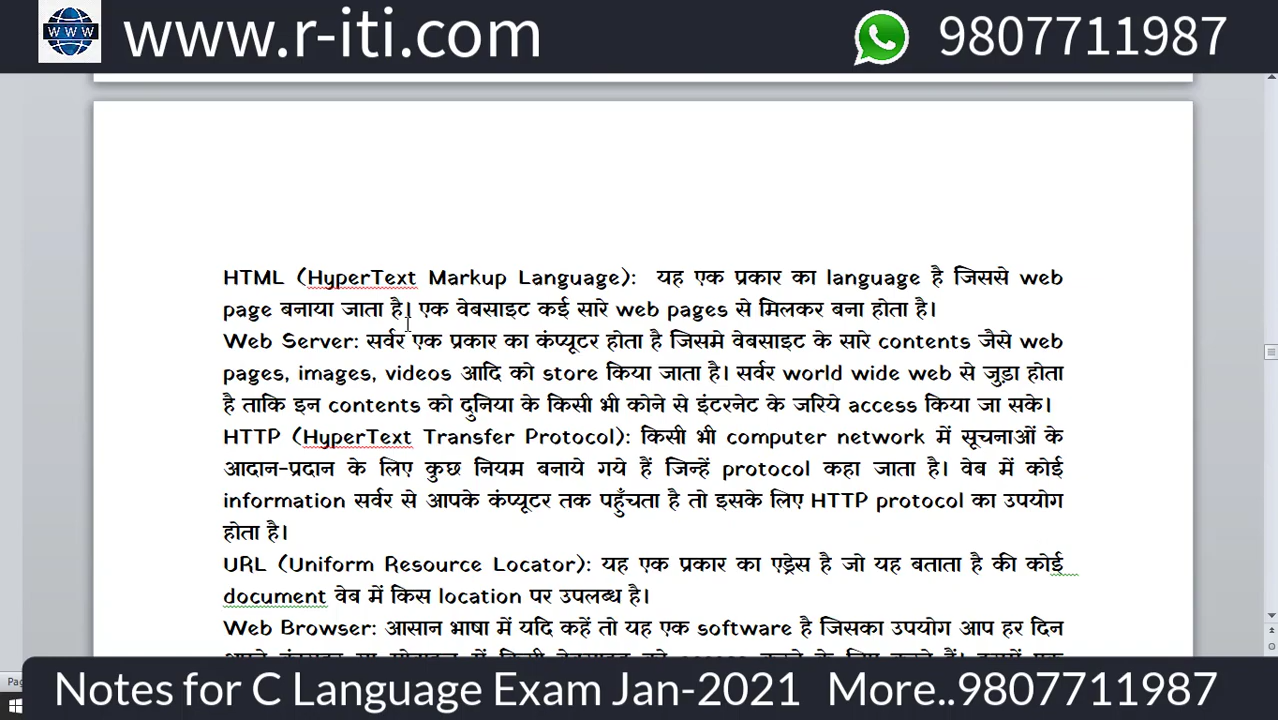 WWW
www.r-iti.com
9807711987
HTML (HyperText Markup Language): यह एक प्रकार का language है जिससे web
page बनाया जाता है। एक वेबसाइट कई सारे web pages से मिलकर बना होता है।
Web Server: सर्वर एक प्रकार का कंप्यूटर होता है जिसमे वेबसाइट के सारे contents जैसे web
pages, images, videos आदि को store किया जाता है। सर्वर world wide web से जुड़ा होता
है ताकि इन contents को दुनिया के किसी भी कोने से इंटरनेट के जरिये access किया जा सके।
HTTP (HyperText Transfer Protocol): किसी भी computer network में सूचनाओं के
आदान-प्रदान के लिए कुछ नियम बनाये गये हैं जिन्हें protocol कहा जाता है। वेब में कोई
information सर्वर से आपके कंप्यूटर तक पहुँचता है तो इसके लिए HTTP protocol का उपयोग
होता है।
URL (Uniform Resource Locator): यह एक प्रकार का एड्रेस है जो यह बताता है की कोई
document वेब में किस location पर उपलब्ध है।
Web Browser: आसान भाषा में यदि कहें तो यह एक software है जिसका उपयोग आप हर दिन
Notes for C Language Exam Jan-2021 More..9807711987